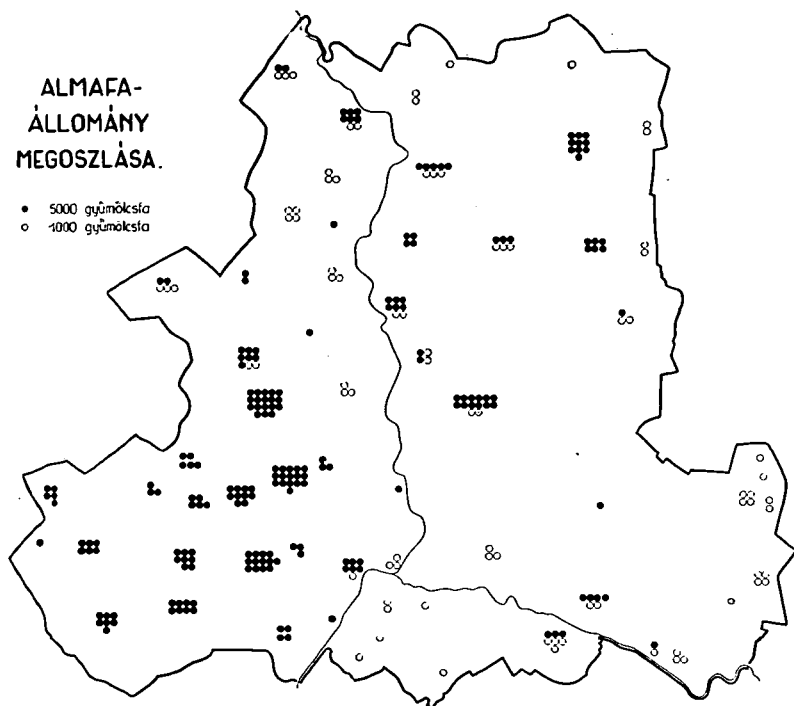 ALMAFA-
ÁLLOMÁNY
MEGOSZLÁSA.
5000 gyümölcsfa
1000 gyümölcsfa